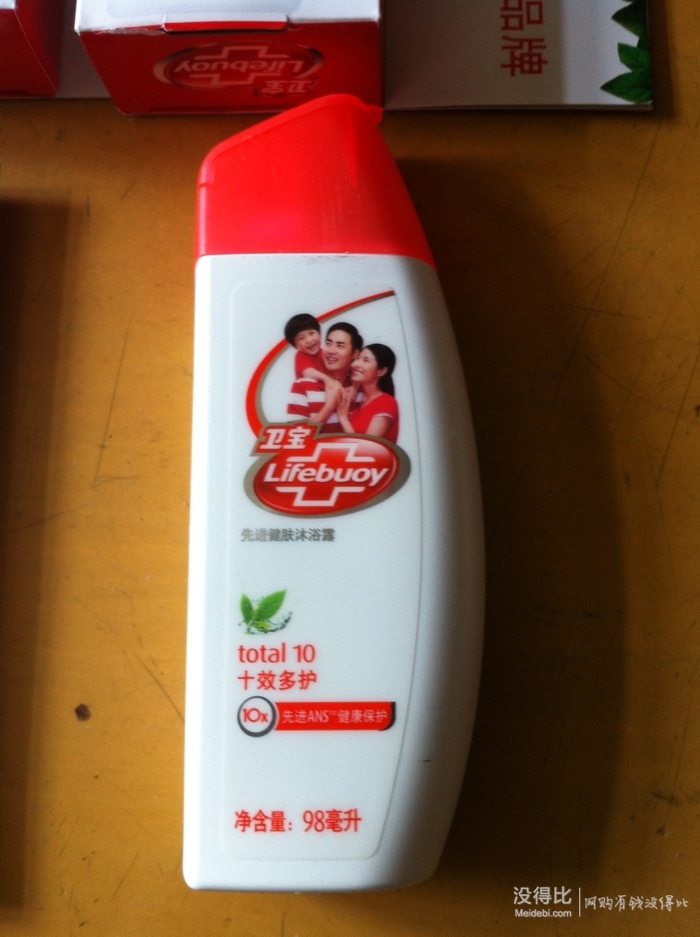 品牌
卫宝
Lifebuoy
卫宝
Lifebuoy
先进健肤沐浴露
total 10
十效多护
10x 先进ANS™健康保护
净含量：98毫升
没得比
Meidebi.com
网购有钱没得比